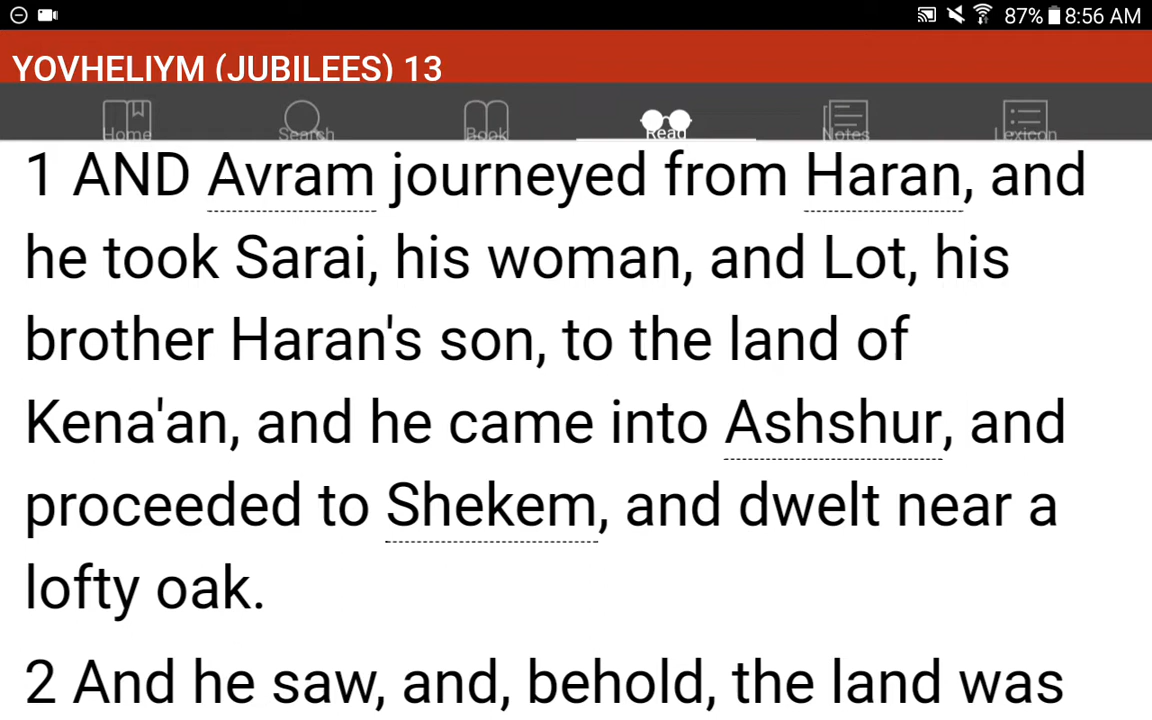 87% 8:56 AM
YOVHELIYM (JUBILEES) 13
Home Search Book Read Notes Lexicon
1 AND Avram journeyed from Haran, and
he took Sarai, his woman, and Lot, his
brother Haran's son, to the land of
Kena'an, and he came into Ashshur, and
proceeded to Shekem, and dwelt near a
lofty oak.
2 And he saw, and, behold, the land was